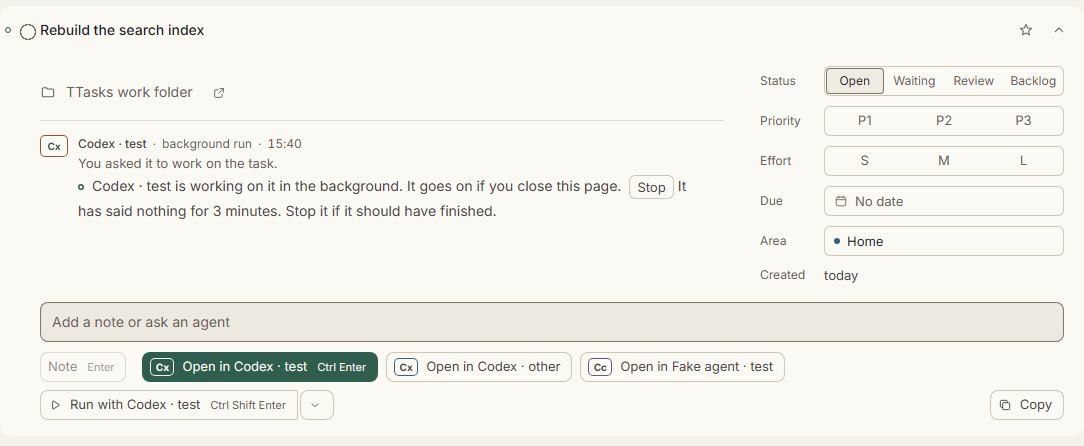 Rebuild the search index
TTasks work folder
Cx Codex · test · background run · 15:40
You asked it to work on the task.
Codex · test is working on it in the background. It goes on if you close this page. Stop It
has said nothing for 3 minutes. Stop it if it should have finished.
Status Open Waiting Review Backlog
Priority P1 P2 P3
Effort S M L
Due No date
Area Home
Created today
Add a note or ask an agent
Note Enter Cx Open in Codex · test Ctrl Enter Cx Open in Codex · other Cc Open in Fake agent · test
Run with Codex · test Ctrl Shift Enter Copy